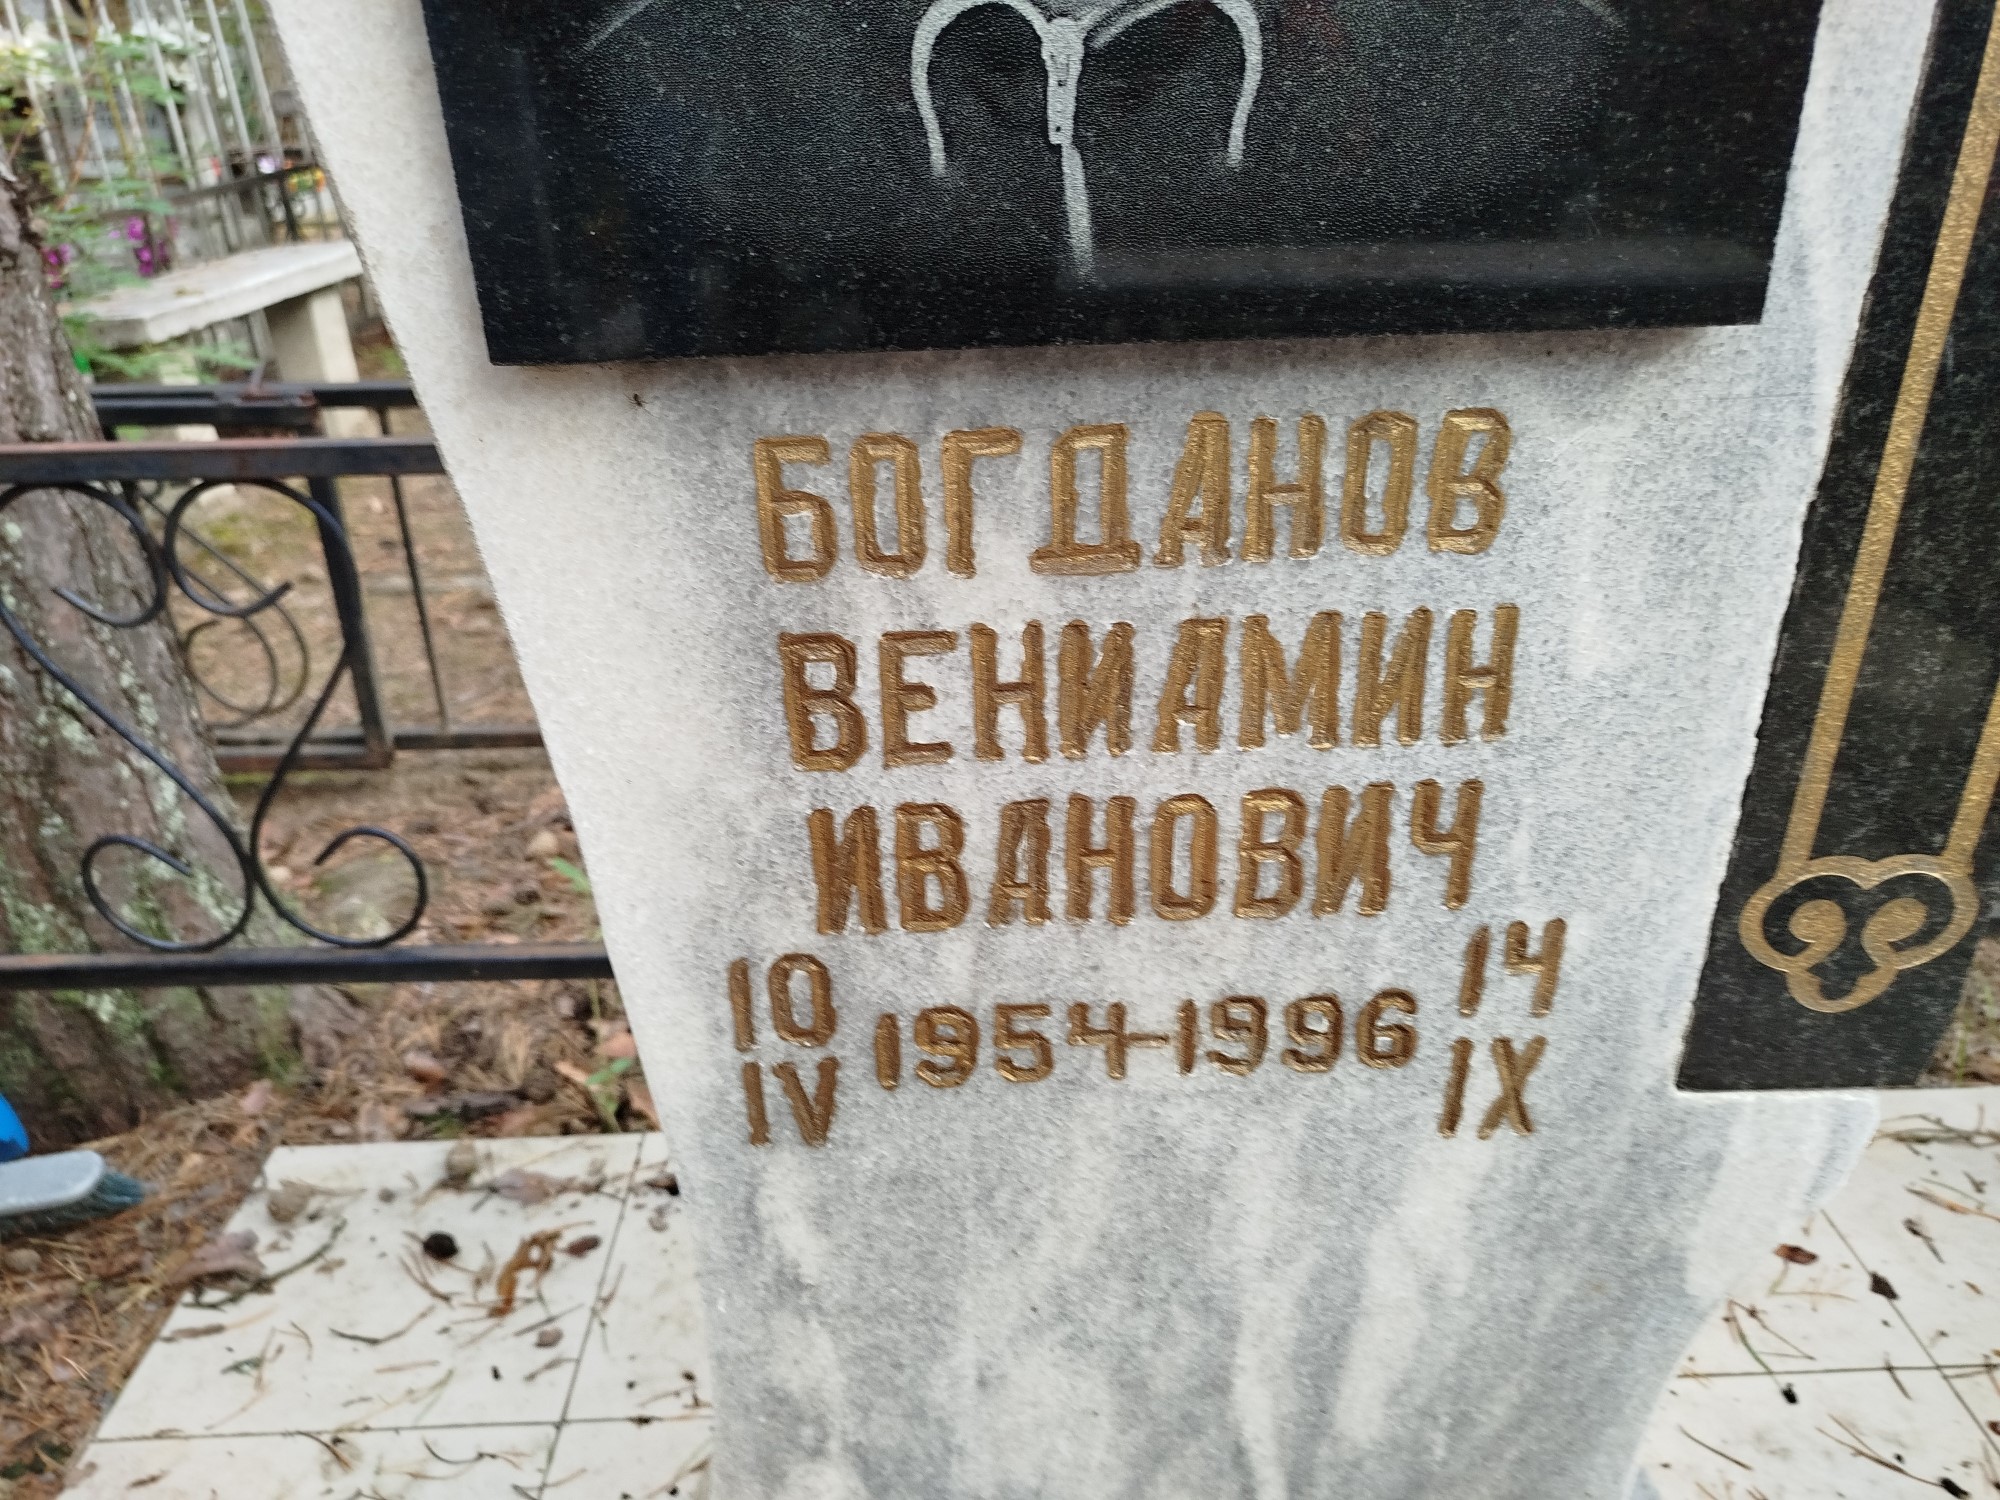 БОГДАНОВ
ВЕНИАМИН
ИВАНОВИЧ
10 IV 1954-1996 14 IX